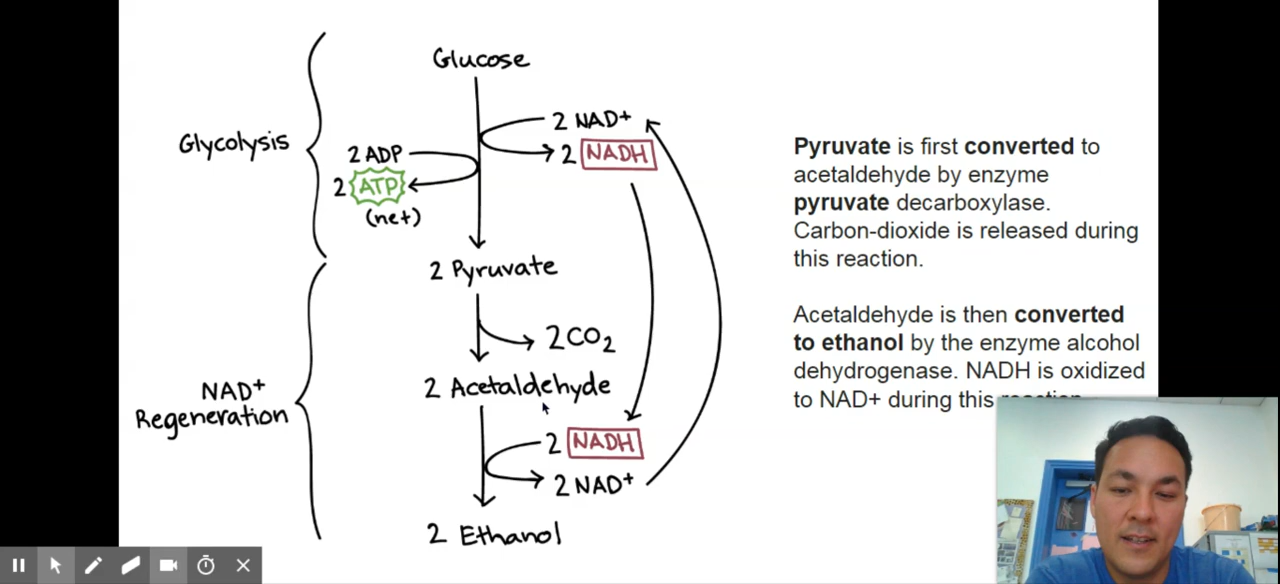 Glucose
Glycolysis
2 NAD+
2 NADH
2 ADP
2 ATP
(net)
2 Pyruvate
2CO2
2 Acetaldehyde
NAD+
Regeneration
2 NADH
2 NAD+
2 Ethanol
Pyruvate is first converted to
acetaldehyde by enzyme
pyruvate decarboxylase.
Carbon-dioxide is released during
this reaction.
Acetaldehyde is then converted
to ethanol by the enzyme alcohol
dehydrogenase. NADH is oxidized
to NAD+ during this